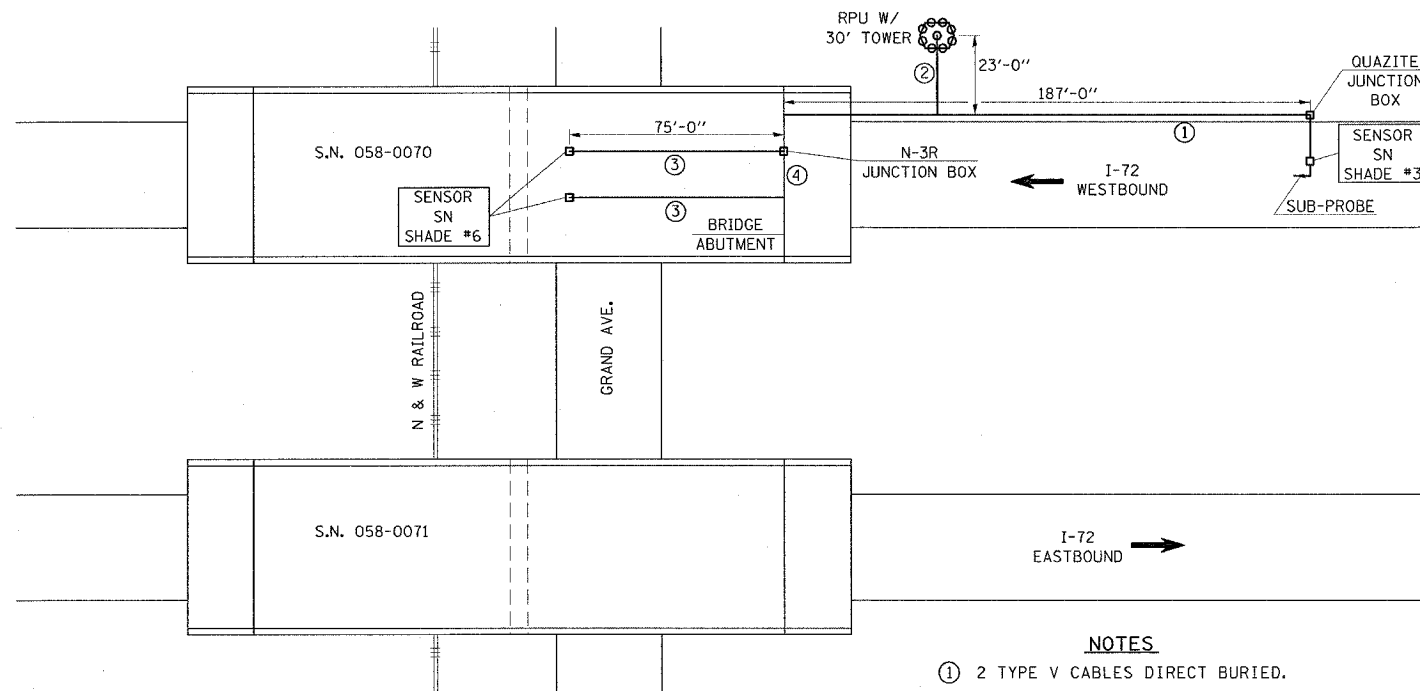 RPU W/
30' TOWER
②
23'-0"
QUAZITE
JUNCTION
BOX
187'-0"
①
75'-0"
S.N. 058-0070
③
N-3R
JUNCTION BOX
④
I-72
WESTBOUND
SENSOR
SN
SHADE #3
SUB-PROBE
SENSOR
SN
SHADE #6
③
BRIDGE
ABUTMENT
N & W RAILROAD
GRAND AVE.
S.N. 058-0071
I-72
EASTBOUND
NOTES
① 2 TYPE V CABLES DIRECT BURIED.